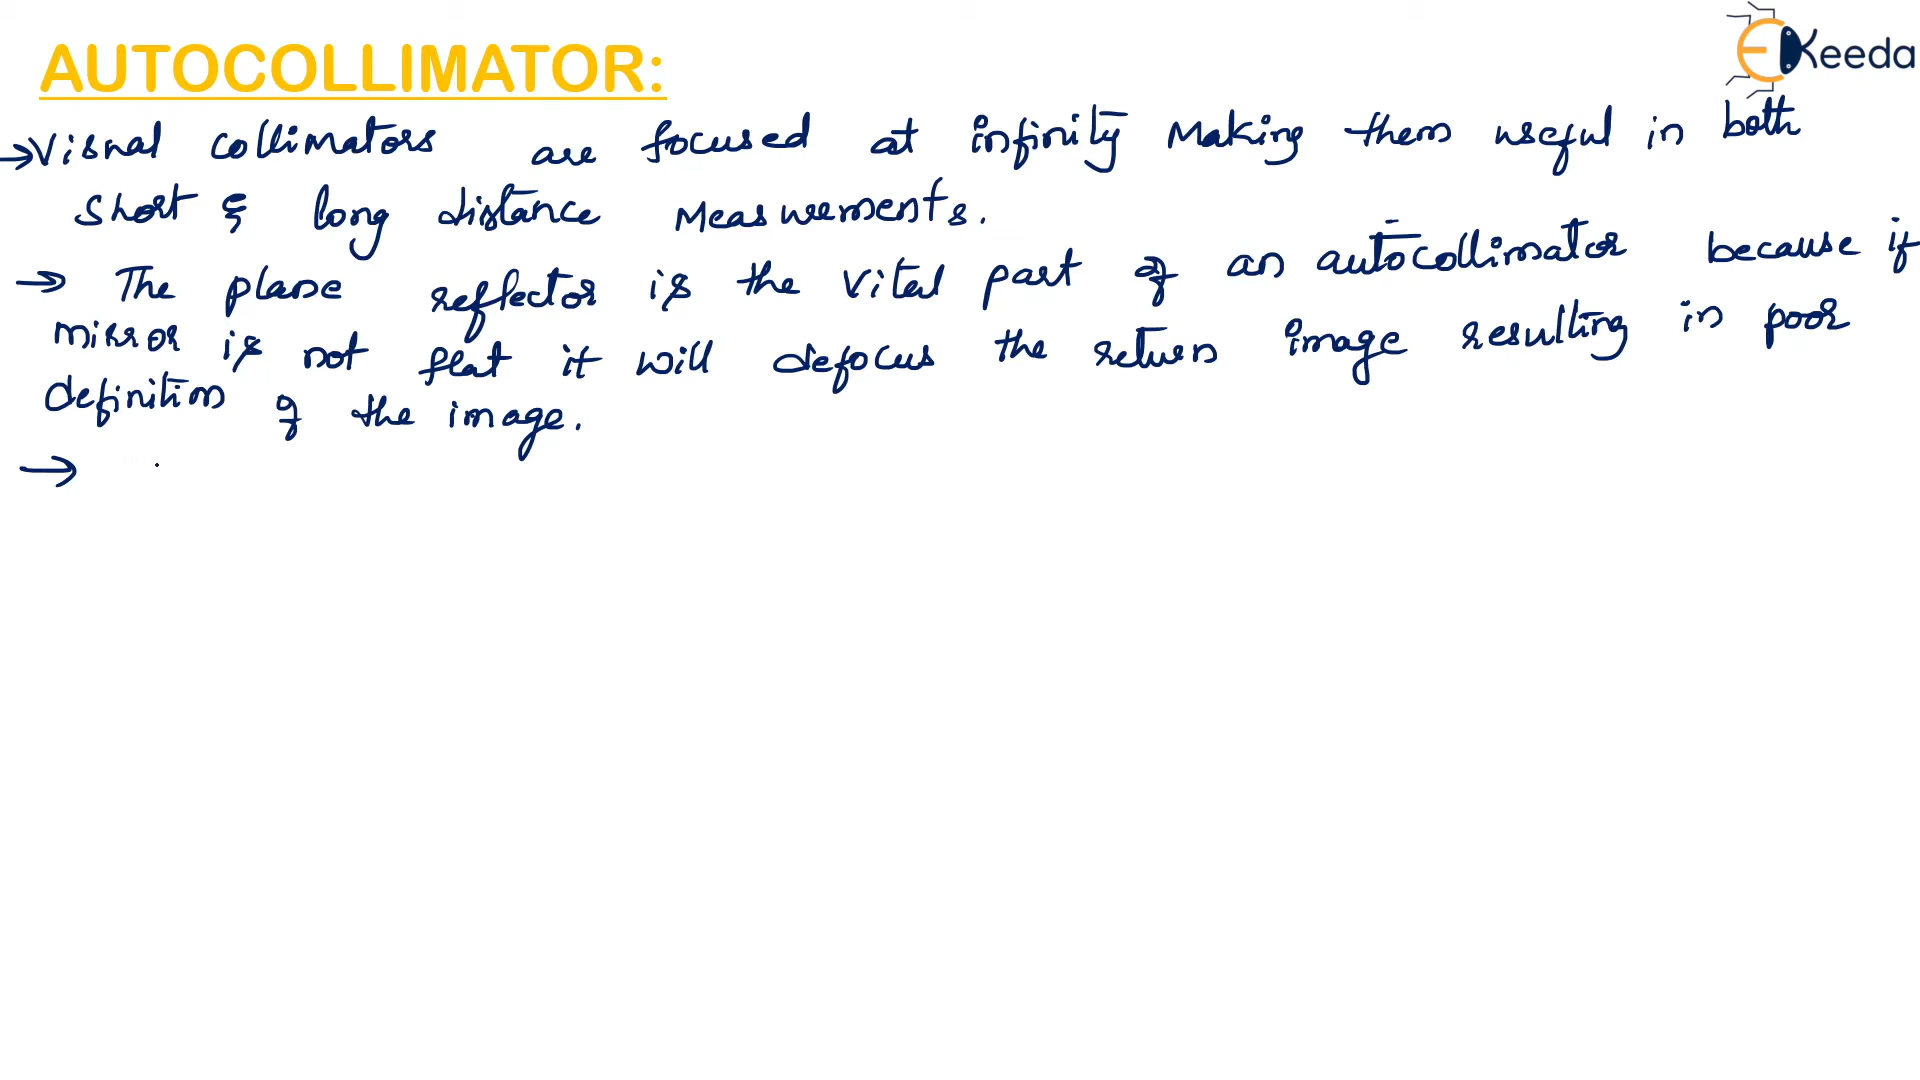 AUTOCOLLIMATOR:
EKeeda
→ Visual collimators are focused at infinity Making them useful in both
short & long distance Measurements.
→ The plane reflector is the vital part of an autocollimator because if
mirror is not flat it will defocus the return image resulting in poor
definition of the image.
→